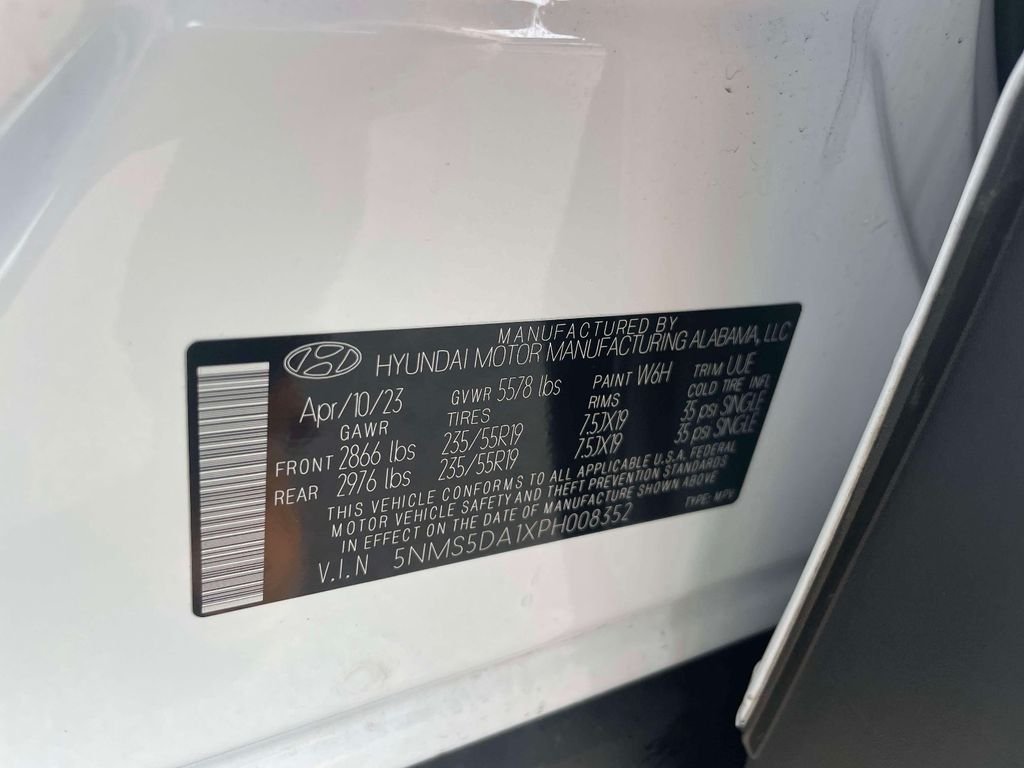 MANUFACTURED BY
HYUNDAI MOTOR MANUFACTURING ALABAMA, LLC
Apr/10/23 GVWR 5578 lbs PAINT W6H TRIM UUE
GAWR TIRES RIMS COLD TIRE INFL
FRONT 2866 lbs 235/55R19 7.5JX19 35 psi SINGLE
REAR 2976 lbs 235/55R19 7.5JX19 35 psi SINGLE
THIS VEHICLE CONFORMS TO ALL APPLICABLE U.S.A. FEDERAL
MOTOR VEHICLE SAFETY AND THEFT PREVENTION STANDARDS
IN EFFECT ON THE DATE OF MANUFACTURE SHOWN ABOVE
V.I.N 5NMS5DA1XPH008352 TYPE: MPV